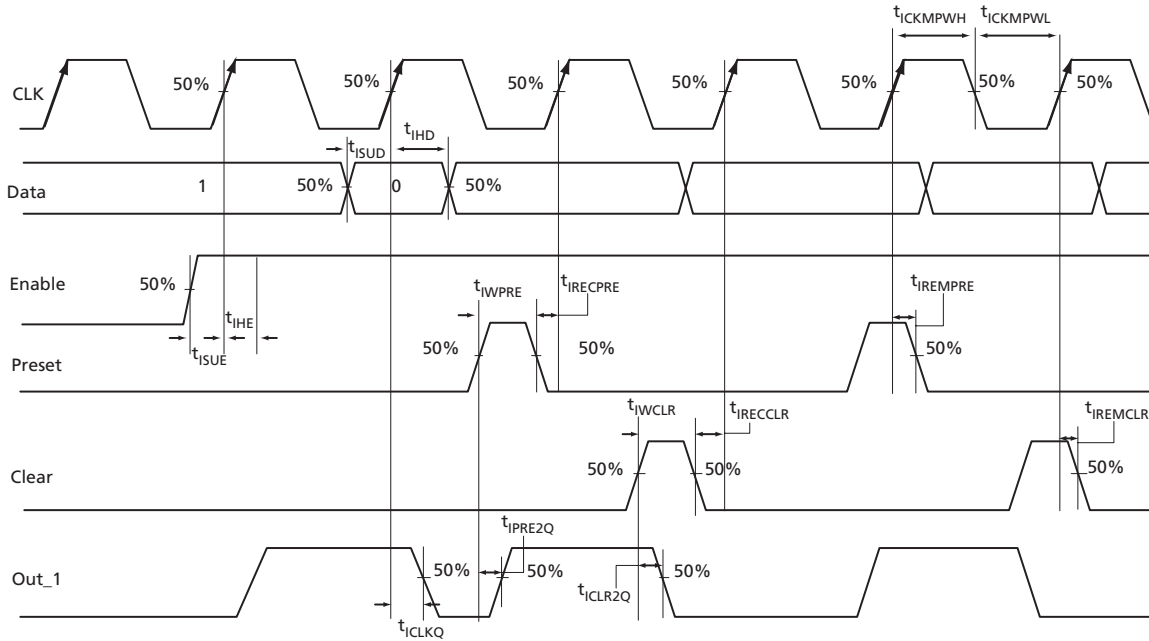 tICKMPWH tICKMPWL
CLK 50% 50% 50% 50% 50% 50% 50%
tISUD tIHD
Data 1 50% 0 50%
Enable 50%
tIHE tIWPRE tIRECPRE tIREMPRE
tISUE
Preset 50% 50% 50%
tIWCLR tIRECCLR tIREMCLR
Clear 50% 50% 50%
tIPRE2Q
Out_1 50% 50% 50%
tICLKQ tICLR2Q